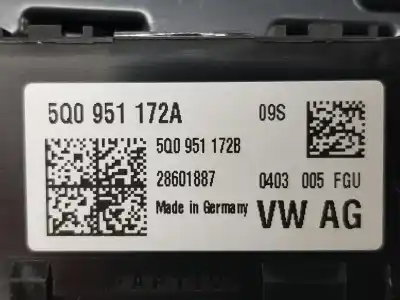 5Q0 951 172A 09S
5Q0 951 172B
28601887 0403 005 FGU
Made in Germany VW AG